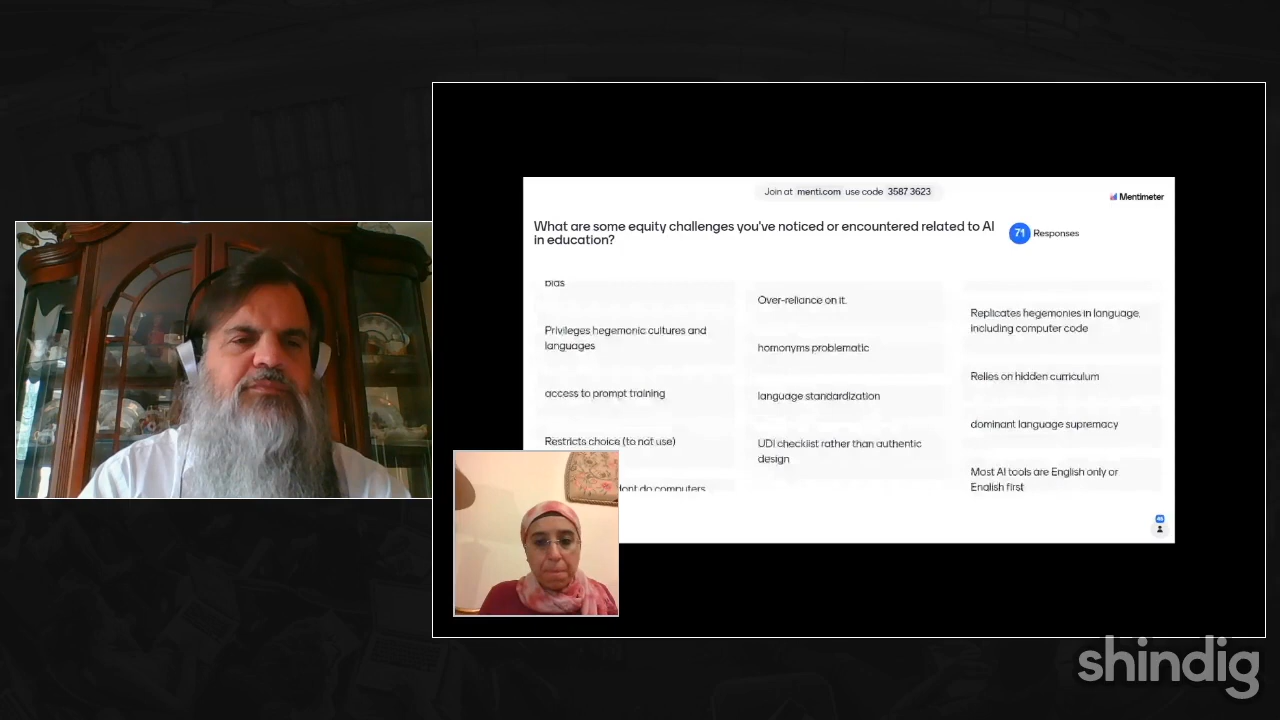 Join at menti.com use code 3587 3623
Mentimeter
What are some equity challenges you've noticed or encountered related to AI
in education?
71 Responses
bias
Privileges hegemonic cultures and
languages
access to prompt training
Restricts choice (to not use)
dont do computers
Over-reliance on it.
homonyms problematic
language standardization
UDI checklist rather than authentic
design
Replicates hegemonies in language,
including computer code
Relies on hidden curriculum
dominant language supremacy
Most AI tools are English only or
English first
shindig